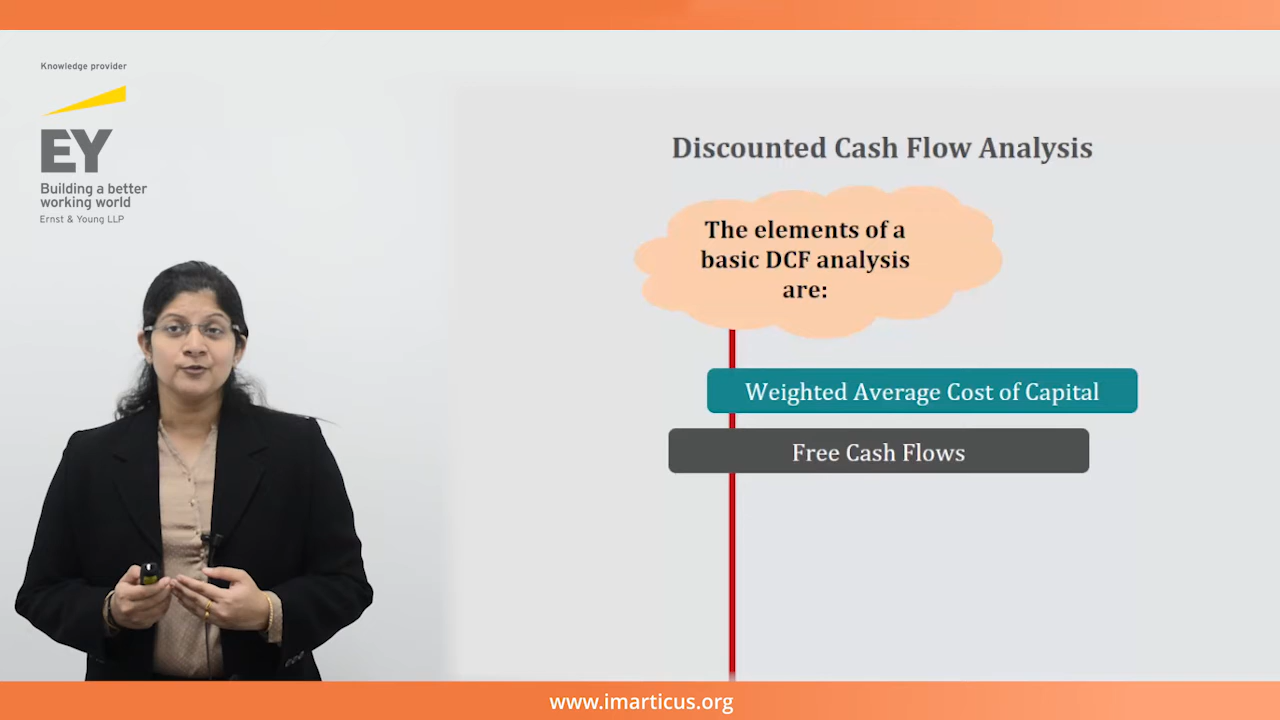 Knowledge provider
EY
Building a better
working world
Ernst & Young LLP
Discounted Cash Flow Analysis
The elements of a
basic DCF analysis
are:
Weighted Average Cost of Capital
Free Cash Flows
www.imarticus.org